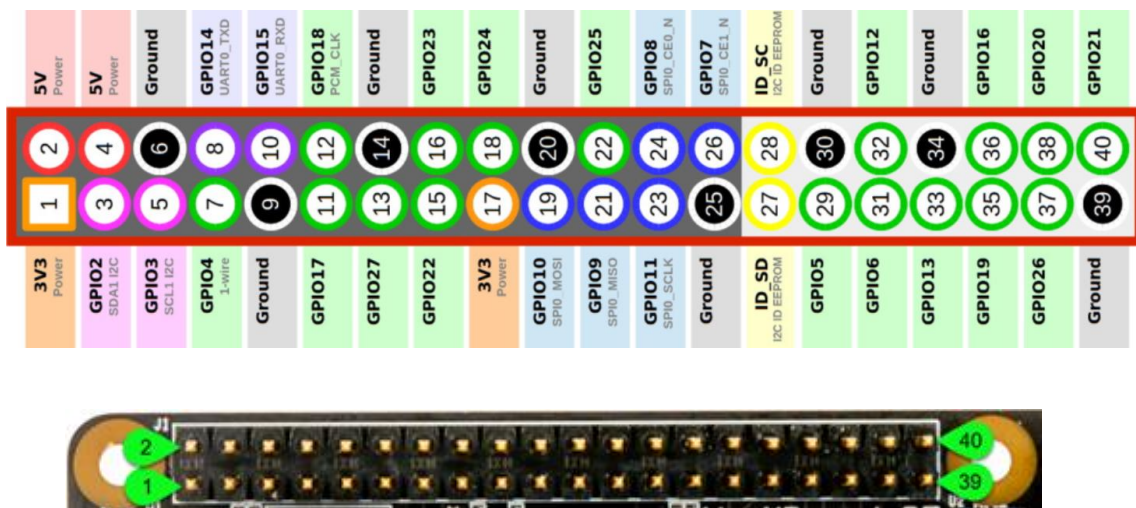 5V
Power
5V
Power
Ground
GPIO14
UART0_TXD
GPIO15
UART0_RXD
GPIO18
PCM_CLK
Ground
GPIO23
GPIO24
Ground
GPIO25
GPIO8
SPI0_CE0_N
GPIO7
SPI0_CE1_N
ID_SC
I2C ID EEPROM
Ground
GPIO12
Ground
GPIO16
GPIO20
GPIO21
2 4 6 8 10 12 14 16 18 20 22 24 26 28 30 32 34 36 38 40
1 3 5 7 9 11 13 15 17 19 21 23 25 27 29 31 33 35 37 39
3V3
Power
GPIO2
SDA1 I2C
GPIO3
SCL1 I2C
GPIO4
1-wire
Ground
GPIO17
GPIO27
GPIO22
3V3
Power
GPIO10
SPI0_MOSI
GPIO9
SPI0_MISO
GPIO11
SPI0_SCLK
Ground
ID_SD
I2C ID EEPROM
GPIO5
GPIO6
GPIO13
GPIO19
GPIO26
Ground
J1
2 40
1 39